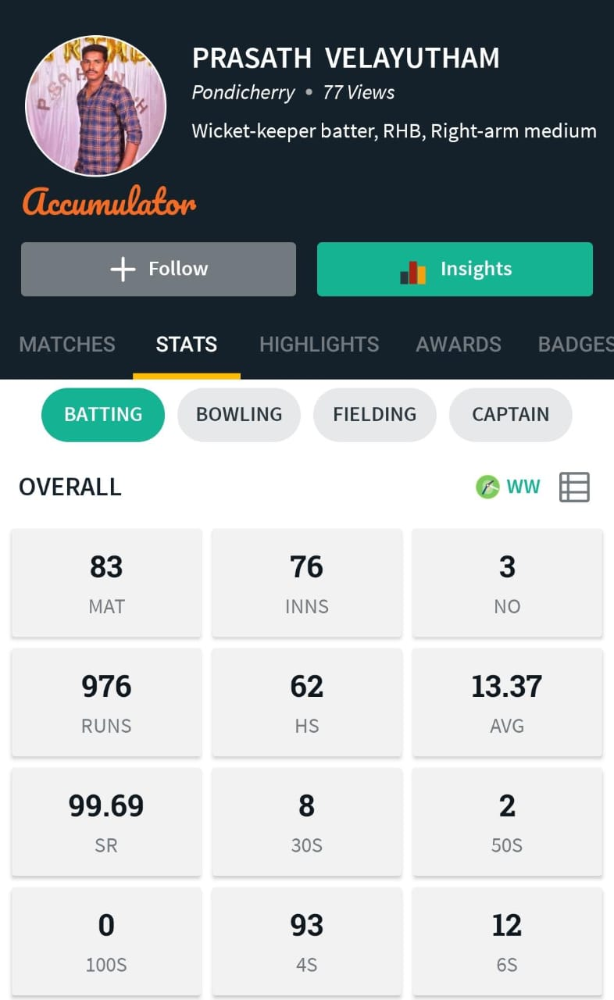 PRASATH VELAYUTHAM
Pondicherry • 77 Views
Wicket-keeper batter, RHB, Right-arm medium
Accumulator
Follow
Insights
MATCHES STATS HIGHLIGHTS AWARDS BADGES
BATTING BOWLING FIELDING CAPTAIN
OVERALL WW
83 76 3
MAT INNS NO
976 62 13.37
RUNS HS AVG
99.69 8 2
SR 30S 50S
0 93 12
100S 4S 6S